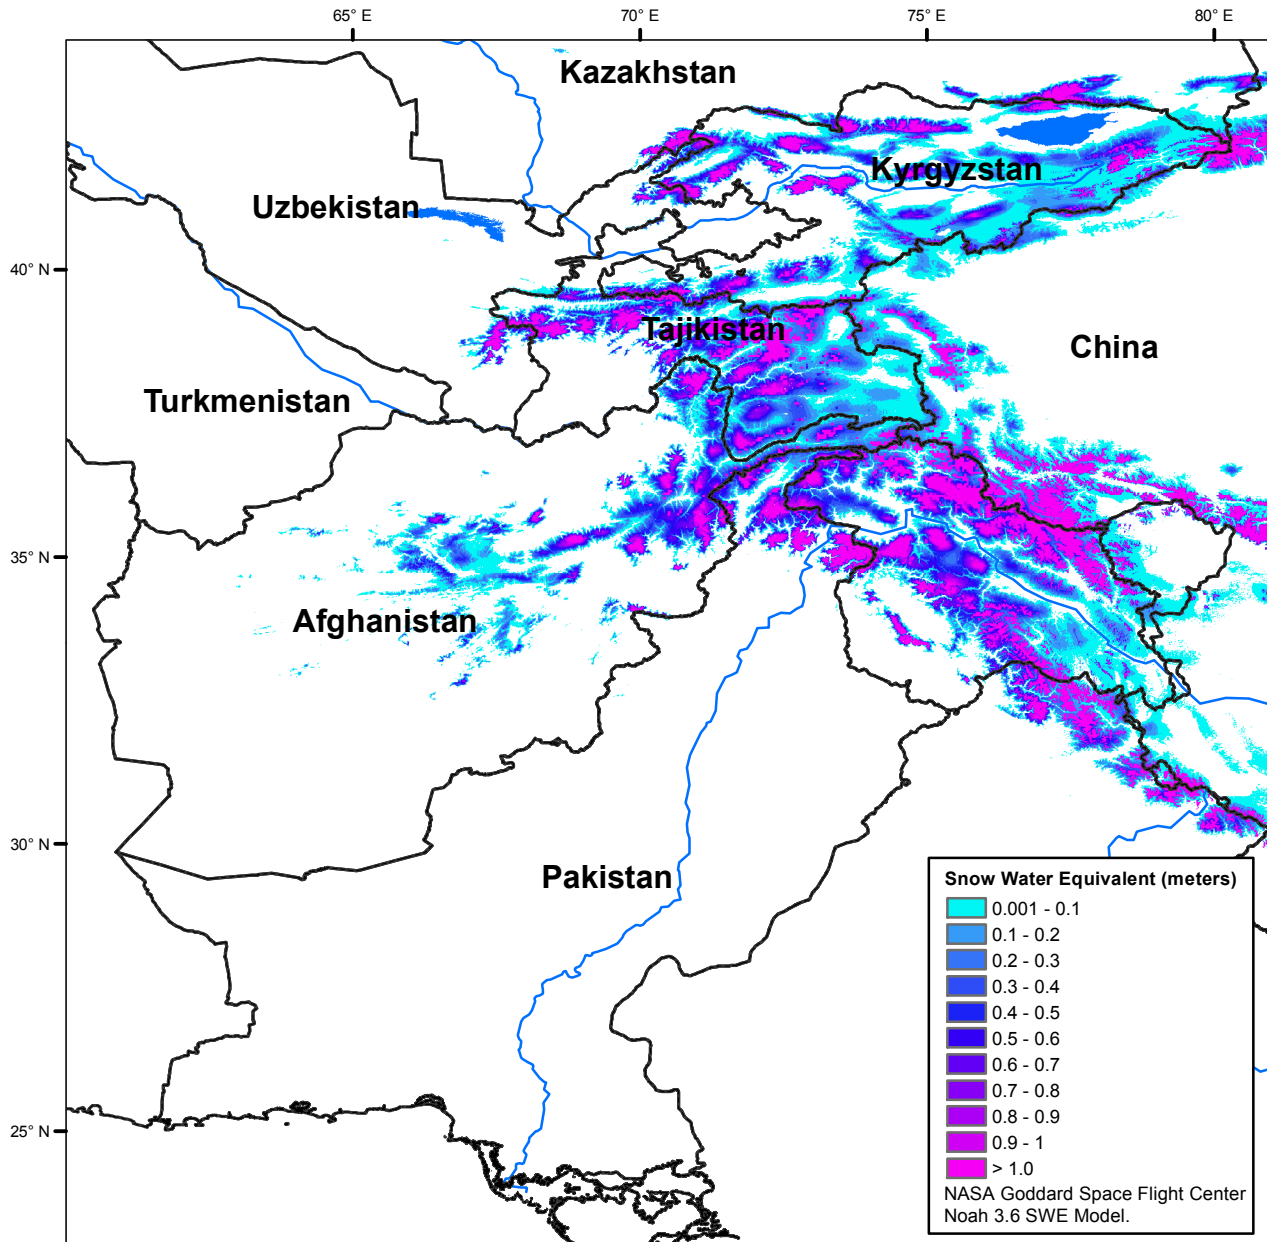 65° E
70° E
75° E
80° E
Kazakhstan
Kyrgyzstan
Uzbekistan
40° N
Tajikistan
China
Turkmenistan
35° N
Afghanistan
30° N
Pakistan
Snow Water Equivalent (meters)
0.001 - 0.1
0.1 - 0.2
0.2 - 0.3
0.3 - 0.4
0.4 - 0.5
0.5 - 0.6
0.6 - 0.7
0.7 - 0.8
0.8 - 0.9
0.9 - 1
> 1.0
25° N
NASA Goddard Space Flight Center
Noah 3.6 SWE Model.